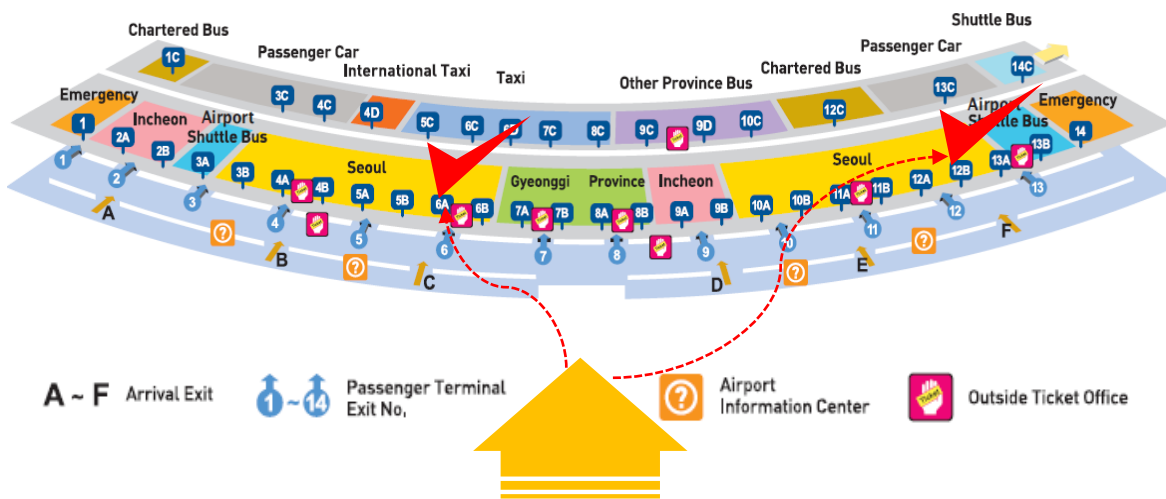 Shuttle Bus
Chartered Bus
Passenger Car
Passenger Car
International Taxi
Taxi
Other Province Bus
Chartered Bus
1C
3C
4C
4D
5C
6C
6D
7C
8C
9C
9D
10C
12C
13C
14C
Emergency
Incheon
Airport
Shuttle Bus
Seoul
Gyeonggi Province
Incheon
Seoul
Airport
Shuttle Bus
Emergency
1
2A
2B
3A
3B
4A
4B
5A
5B
6A
6B
7A
7B
8A
8B
9A
9B
10A
10B
11A
11B
12A
12B
13A
13B
14
1
2
3
4
5
6
7
8
9
10
11
12
13
A
B
C
D
E
F
A ~ F Arrival Exit
1 ~ 14 Passenger Terminal
Exit No,
Airport
Information Center
Ticket
Outside Ticket Office